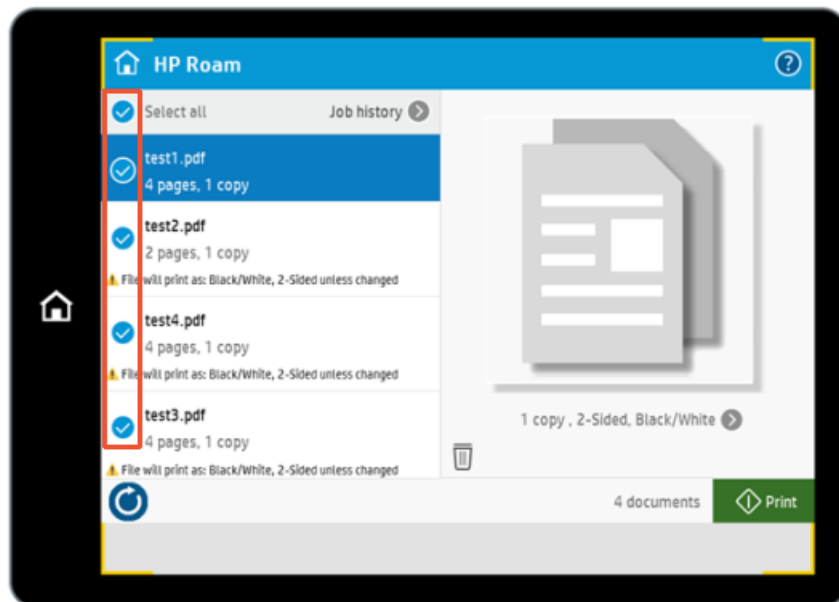 HP Roam
?
Select all Job history
test1.pdf
4 pages, 1 copy
test2.pdf
2 pages, 1 copy
File will print as: Black/White, 2-Sided unless changed
test4.pdf
4 pages, 1 copy
File will print as: Black/White, 2-Sided unless changed
test3.pdf
4 pages, 1 copy
File will print as: Black/White, 2-Sided unless changed
1 copy , 2-Sided, Black/White
4 documents
Print